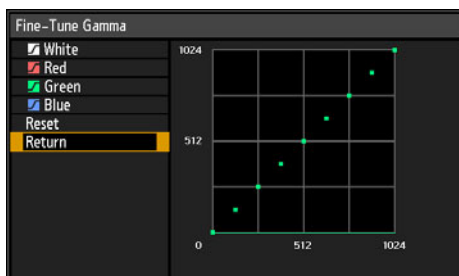 Fine-Tune Gamma
White
Red
Green
Blue
Reset
Return
1024
512
0
512
1024